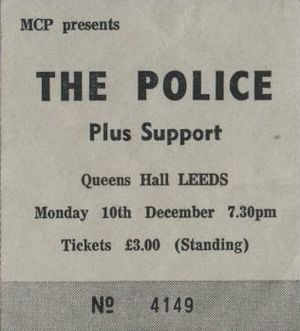 MCP presents
THE POLICE
Plus Support
Queens Hall LEEDS
Monday 10th December 7.30pm
Tickets £3.00 (Standing)
Nº 4149